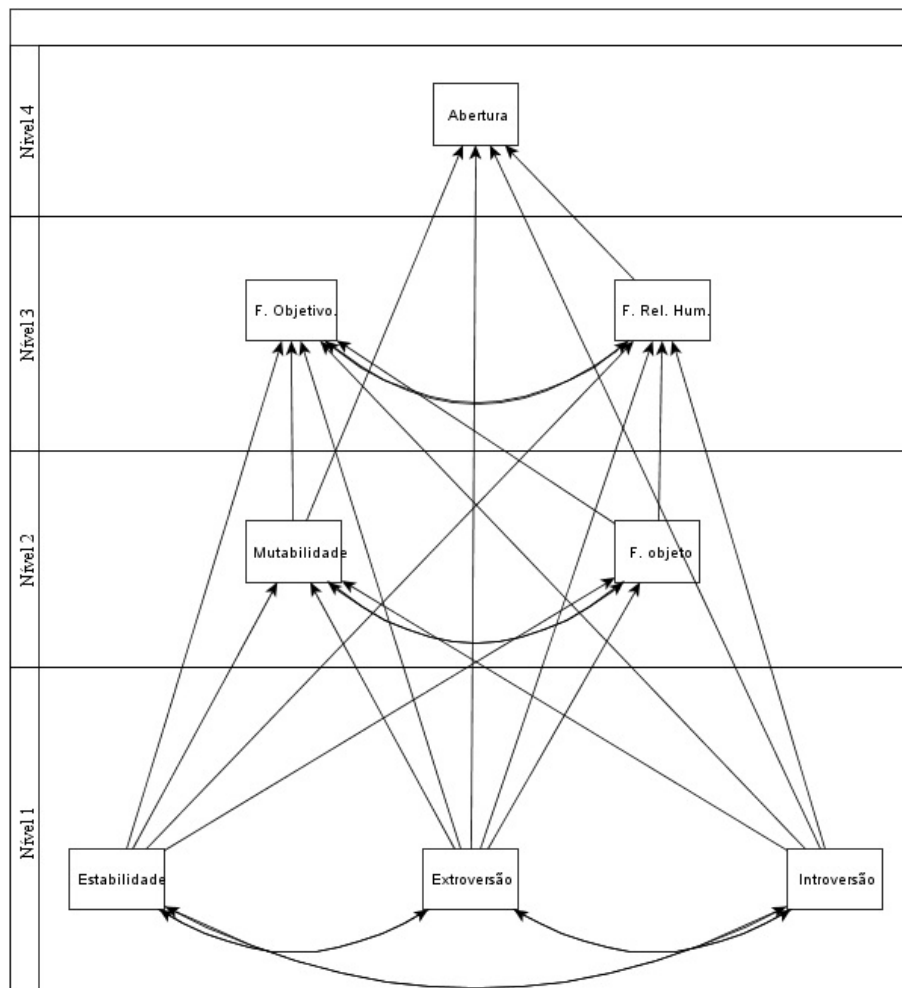 Nível 4
Abertura
Nível 3
F. Objetivo.
F. Rel. Hum.
Nível 2
Mutabilidade
F. objeto
Nível 1
Estabilidade
Extroversão
Introversão